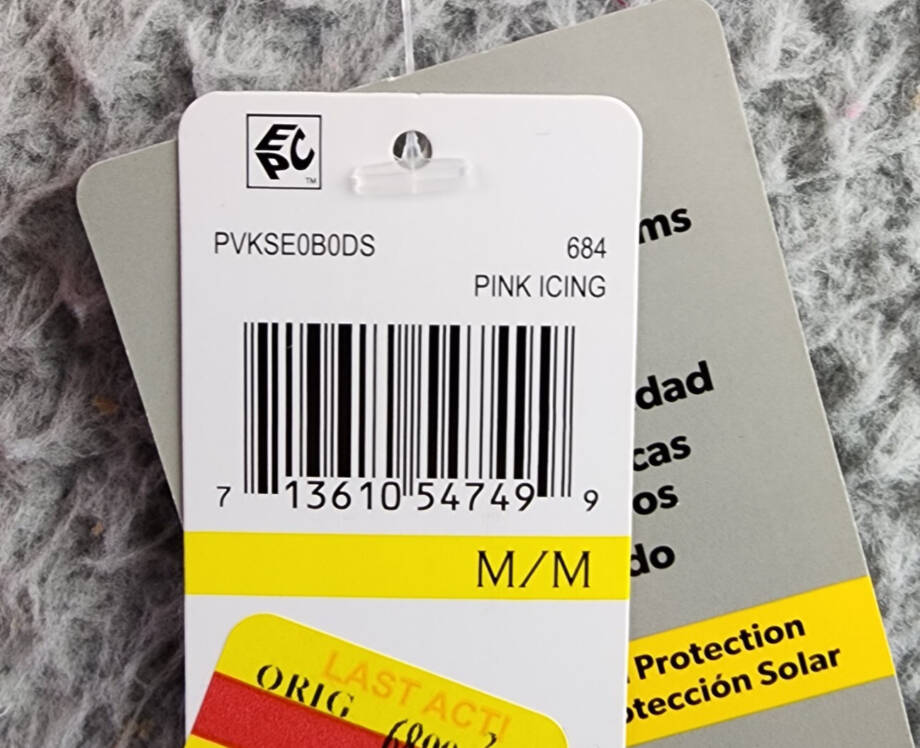 EPC
TM
PVKSE0B0DS
684
PINK ICING
7 13610 54749 9
M/M
LAST ACT!
ORIG
ms
dad
cas
os
do
Protection
otección Solar